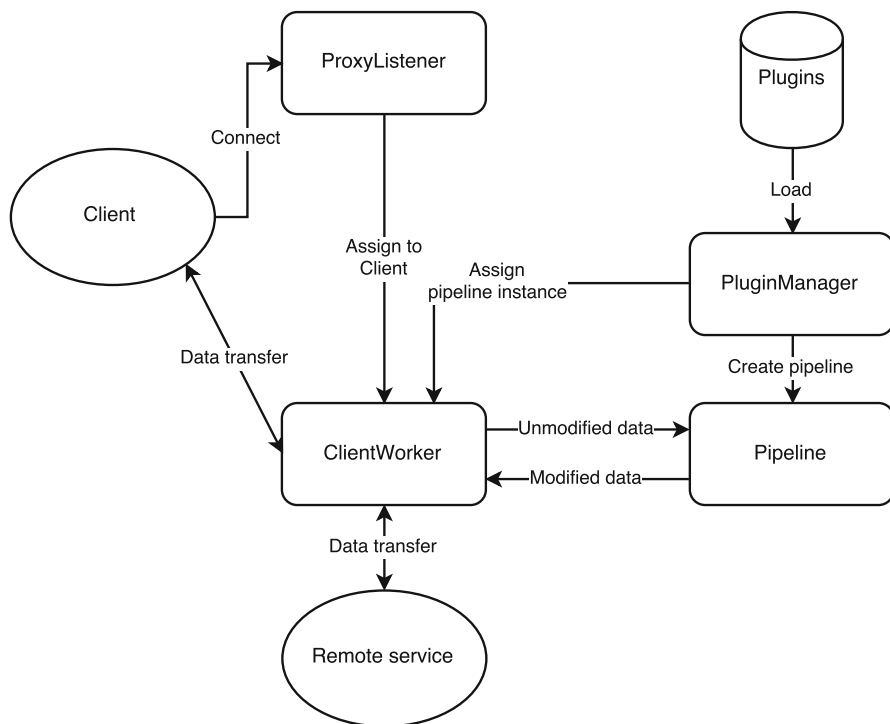 ProxyListener
Plugins
Connect
Load
Client
Assign to
Client
Assign
pipeline instance
PluginManager
Data transfer
Create pipeline
ClientWorker
Unmodified data
Modified data
Pipeline
Data transfer
Remote service